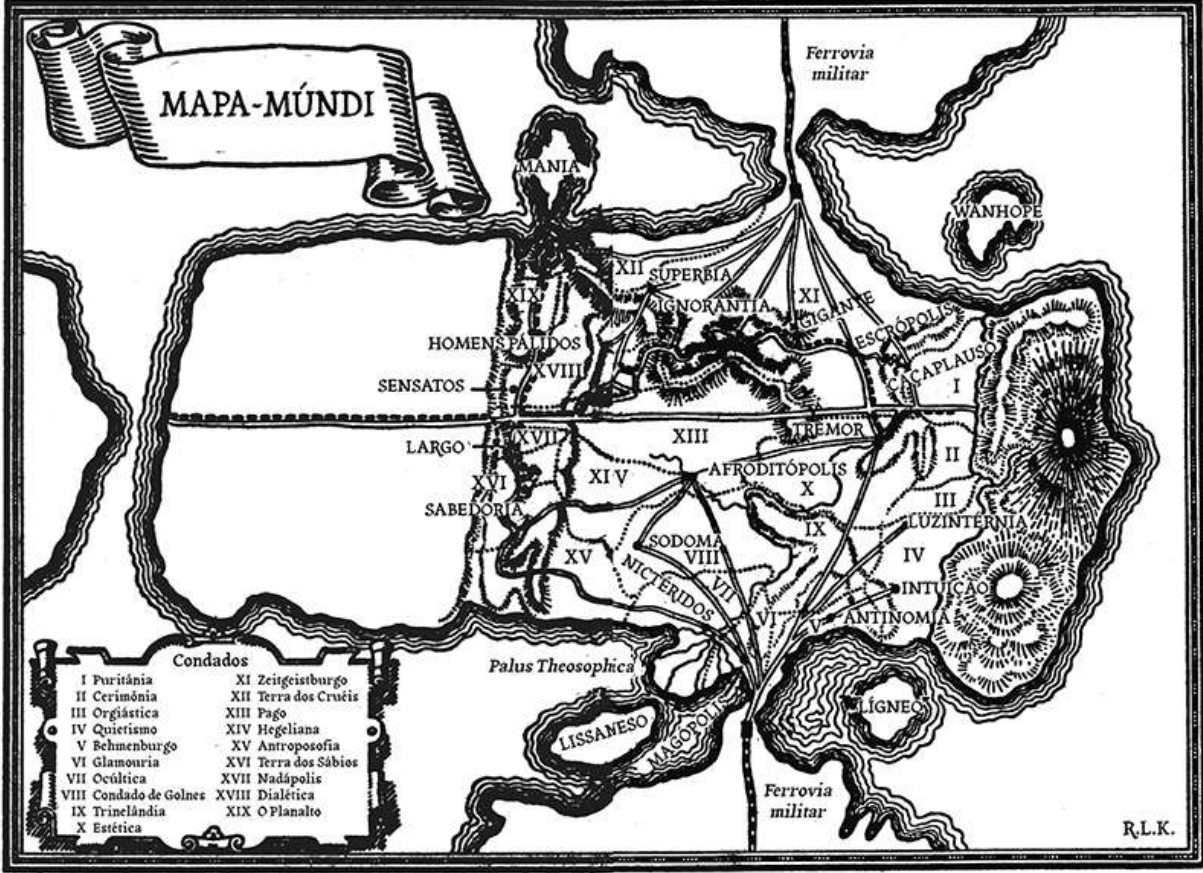 MAPA-MÚNDI
Ferrovia
militar
MANIA
WANHOPE
XII
SUPERBIA
XIX
IGNORANTIA
XI
GIGANTE
ESCRÓPOLIS
HOMENS PÁLIDOS
CAÇAPLAUSO
XVIII
I
SENSATOS
XIII
TREMOR
LARGO
XVII
II
XIV
AFRODITÓPOLIS
XVI
X
III
SABEDORIA
LUZINTÉRNIA
IX
SODOMA
VIII
XV
IV
NICTÉRIDOS
VII
INTUIÇÃO
VI
V
ANTINOMIA
Palus Theosophica
LÍGNEO
LISSANESO
MAGÓPOLIS
Ferrovia
militar
Condados
I Puritânia
II Cerimônia
III Orgiástica
IV Quietismo
V Behmenburgo
VI Glamouria
VII Ocúltica
VIII Condado de Golnes
IX Trinelândia
X Estética
XI Zeitgeistburgo
XII Terra dos Cruéis
XIII Pago
XIV Hegeliana
XV Antroposofia
XVI Terra dos Sábios
XVII Nadápolis
XVIII Dialética
XIX O Planalto
R.L.K.